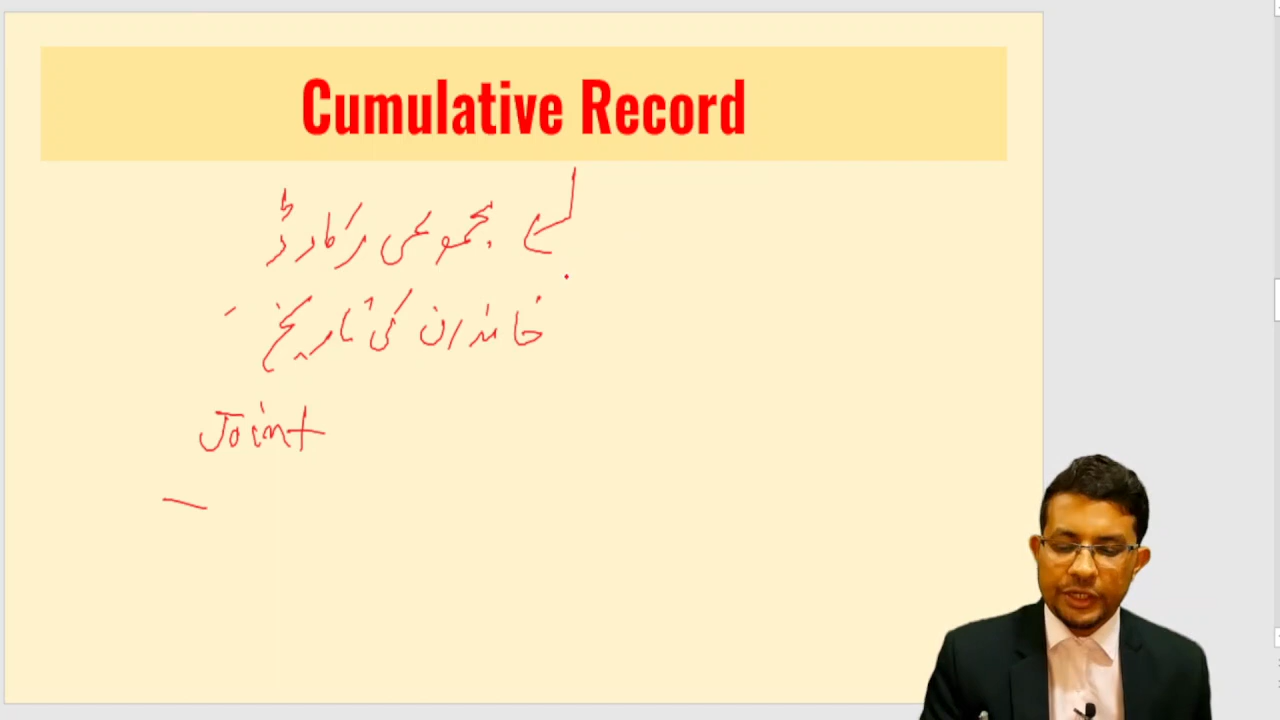 Cumulative Record
مجموعی رکارڈ
خاندان کی تاریخ
Joint